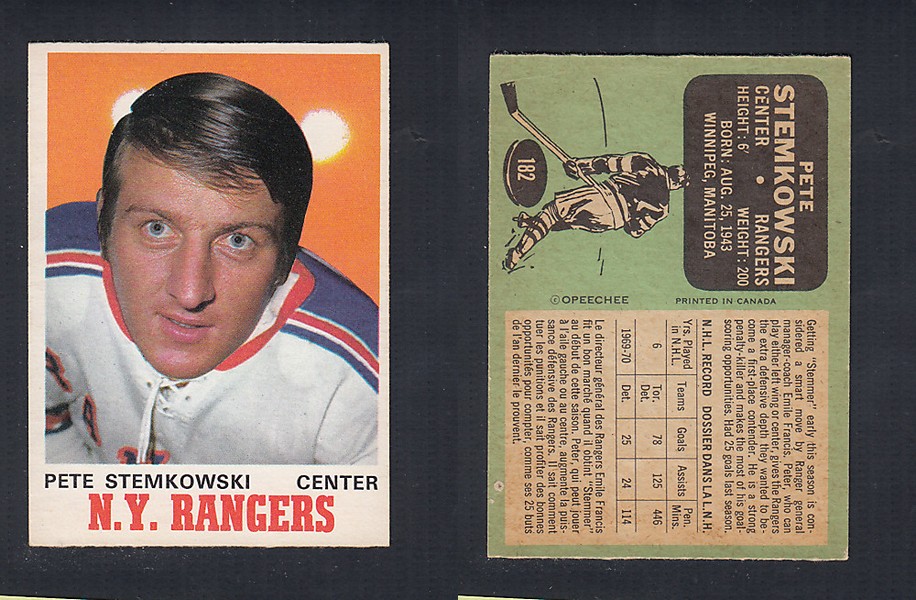 PETE STEMKOWSKI CENTER
N.Y. RANGERS
PETE
STEMKOWSKI
CENTER • RANGERS
HEIGHT: 6' WEIGHT: 200
BORN: AUG. 25, 1943
WINNIPEG, MANITOBA
182
© OPEECHEE PRINTED IN CANADA
Getting "Stemmer" early this season is con-
sidered a smart move by Ranger general
manager-coach Emile Francis. Peter, who can
play either left wing or center, gives the Rangers
the extra defensive depth they wanted to be-
come a first-place contender. He is a strong
penalty-killer and makes the most of his goal-
scoring opportunities. Had 25 goals last season.
N.H.L. RECORD DOSSIER DANS LA L.N.H.
Yrs. Played Teams Goals Assists Pen.
in N.H.L. Mins.
6 Tor. 78 125 446
Det.
1969-70 Det. 25 24 114
Le directeur général des Rangers Emile Francis
fit un bon marché quand il obtint "Stemmer"
au début de cette saison. Peter qui peut jouer
à l'aile gauche ou au centre augmente la puis-
sance défensive des Rangers. Il sait comment
tuer les punitions et il sait profiter des bonnes
opportunités pour compter, comme ses 25 buts
de l'an dernier le prouvent.